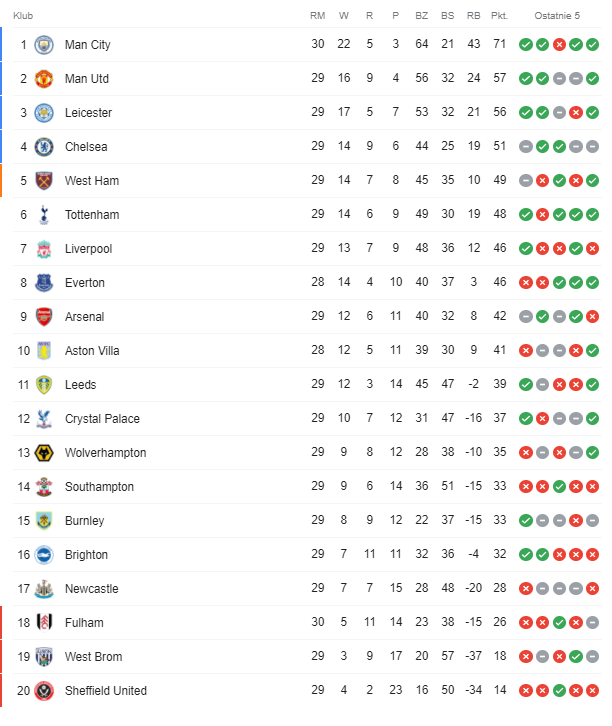 Klub RM W R P BZ BS RB Pkt. Ostatnie 5
1 Man City 30 22 5 3 64 21 43 71
2 Man Utd 29 16 9 4 56 32 24 57
3 Leicester 29 17 5 7 53 32 21 56
4 Chelsea 29 14 9 6 44 25 19 51
5 West Ham 29 14 7 8 45 35 10 49
6 Tottenham 29 14 6 9 49 30 19 48
7 Liverpool 29 13 7 9 48 36 12 46
8 Everton 28 14 4 10 40 37 3 46
9 Arsenal 29 12 6 11 40 32 8 42
10 Aston Villa 28 12 5 11 39 30 9 41
11 Leeds 29 12 3 14 45 47 -2 39
12 Crystal Palace 29 10 7 12 31 47 -16 37
13 Wolverhampton 29 9 8 12 28 38 -10 35
14 Southampton 29 9 6 14 36 51 -15 33
15 Burnley 29 8 9 12 22 37 -15 33
16 Brighton 29 7 11 11 32 36 -4 32
17 Newcastle 29 7 7 15 28 48 -20 28
18 Fulham 30 5 11 14 23 38 -15 26
19 West Brom 29 3 9 17 20 57 -37 18
20 Sheffield United 29 4 2 23 16 50 -34 14